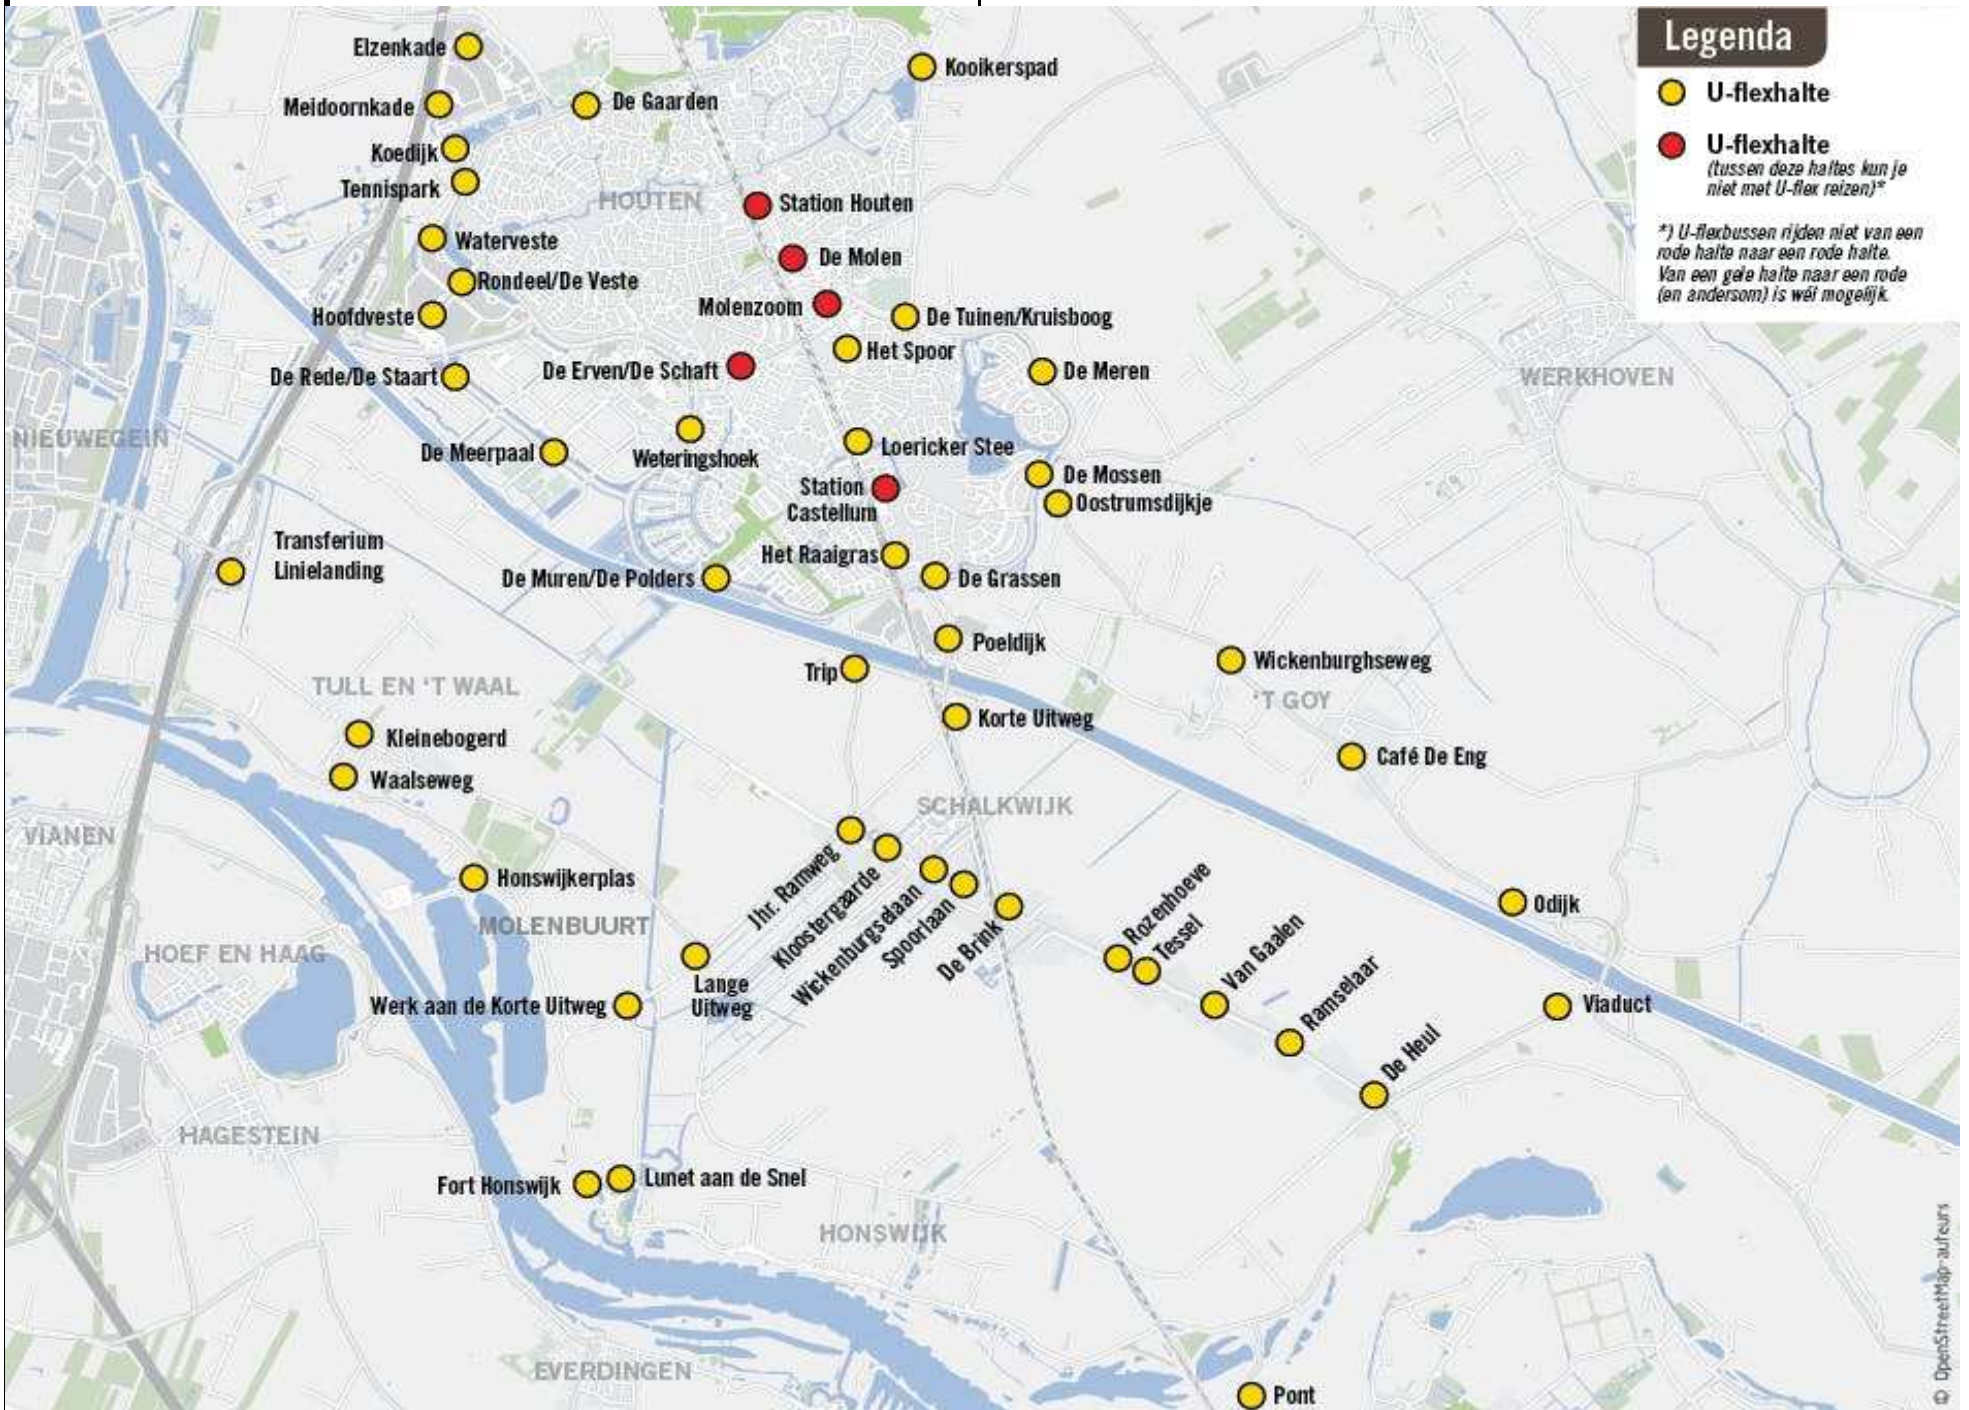 Legenda
U-flexhalte
U-flexhalte
(tussen deze haltes kun je
niet met U-flex reizen)*
*) U-flexbussen rijden niet van een
rode halte naar een rode halte.
Van een gele halte naar een rode
(en andersom) is wél mogelijk.
Elzenkade
Kooikerspad
Meidoornkade
De Gaarden
Koedijk
Tennispark
HOUTEN
Station Houten
Waterveste
De Molen
Rondeel/De Veste
Molenzoom
Hoofdveste
De Tuinen/Kruisboog
Het Spoor
De Erven/De Schaft
De Meren
De Rede/De Staart
WERKHOVEN
NIEUWEGEIN
De Meerpaal
Weteringshoek
Loericker Stee
De Mossen
Station
Castellum
Oostrumsdijkje
Transferium
Linielanding
Het Raaigras
De Muren/De Polders
De Grassen
Poeldijk
Trip
Wickenburghseweg
TULL EN ‘T WAAL
‘T GOY
Korte Uitweg
Kleinebogerd
Café De Eng
Waalseweg
SCHALKWIJK
VIANEN
Jhr. Ramweg
Kloostergaarde
Wickenburgselaan
Spoorlaan
De Brink
Rozenhoeve
Tessel
Van Gaalen
Ramselaar
De Heul
Honswijkerplas
Odijk
MOLENBUURT
HOEF EN HAAG
Lange
Uitweg
Werk aan de Korte Uitweg
Viaduct
HAGESTEIN
Fort Honswijk
Lunet aan de Snel
HONSWIJK
EVERDINGEN
Pont
© OpenStreetMap-auteurs